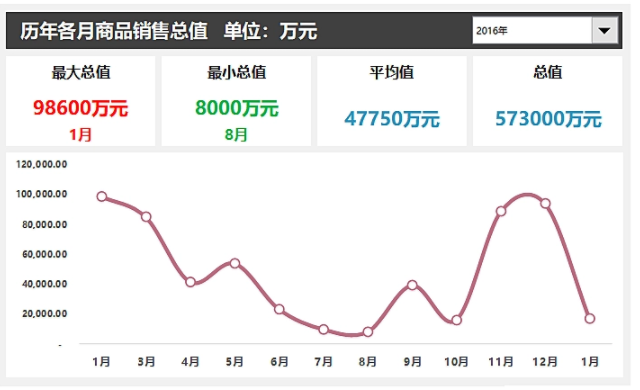 历年各月商品销售总值 单位：万元
2016年
最大总值 最小总值 平均值 总值
98600万元 8000万元 47750万元 573000万元
1月 8月
120,000.00
100,000.00
80,000.00
60,000.00
40,000.00
20,000.00
-
1月 3月 4月 5月 6月 7月 8月 9月 10月 11月 12月 1月